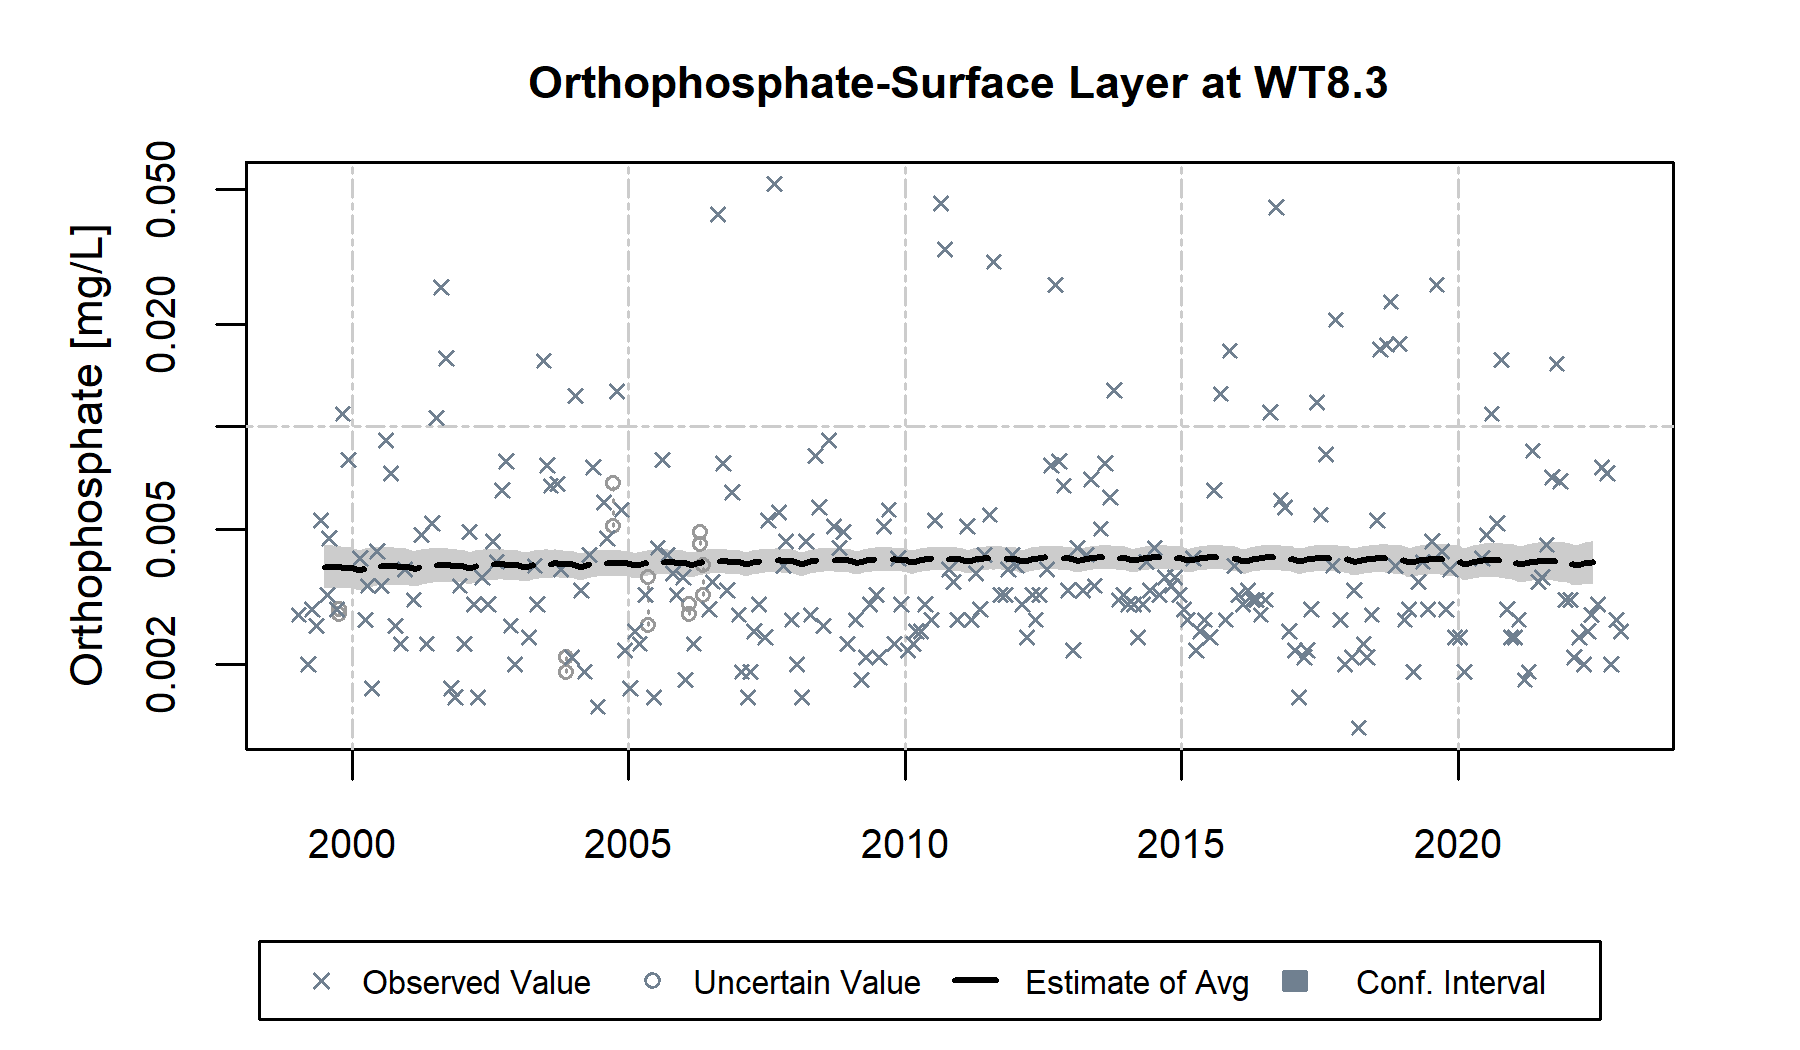 Orthophosphate-Surface Layer at WT8.3
Orthophosphate [mg/L]
0.050
0.020
0.005
0.002
2000 2005 2010 2015 2020
Observed Value Uncertain Value Estimate of Avg Conf. Interval